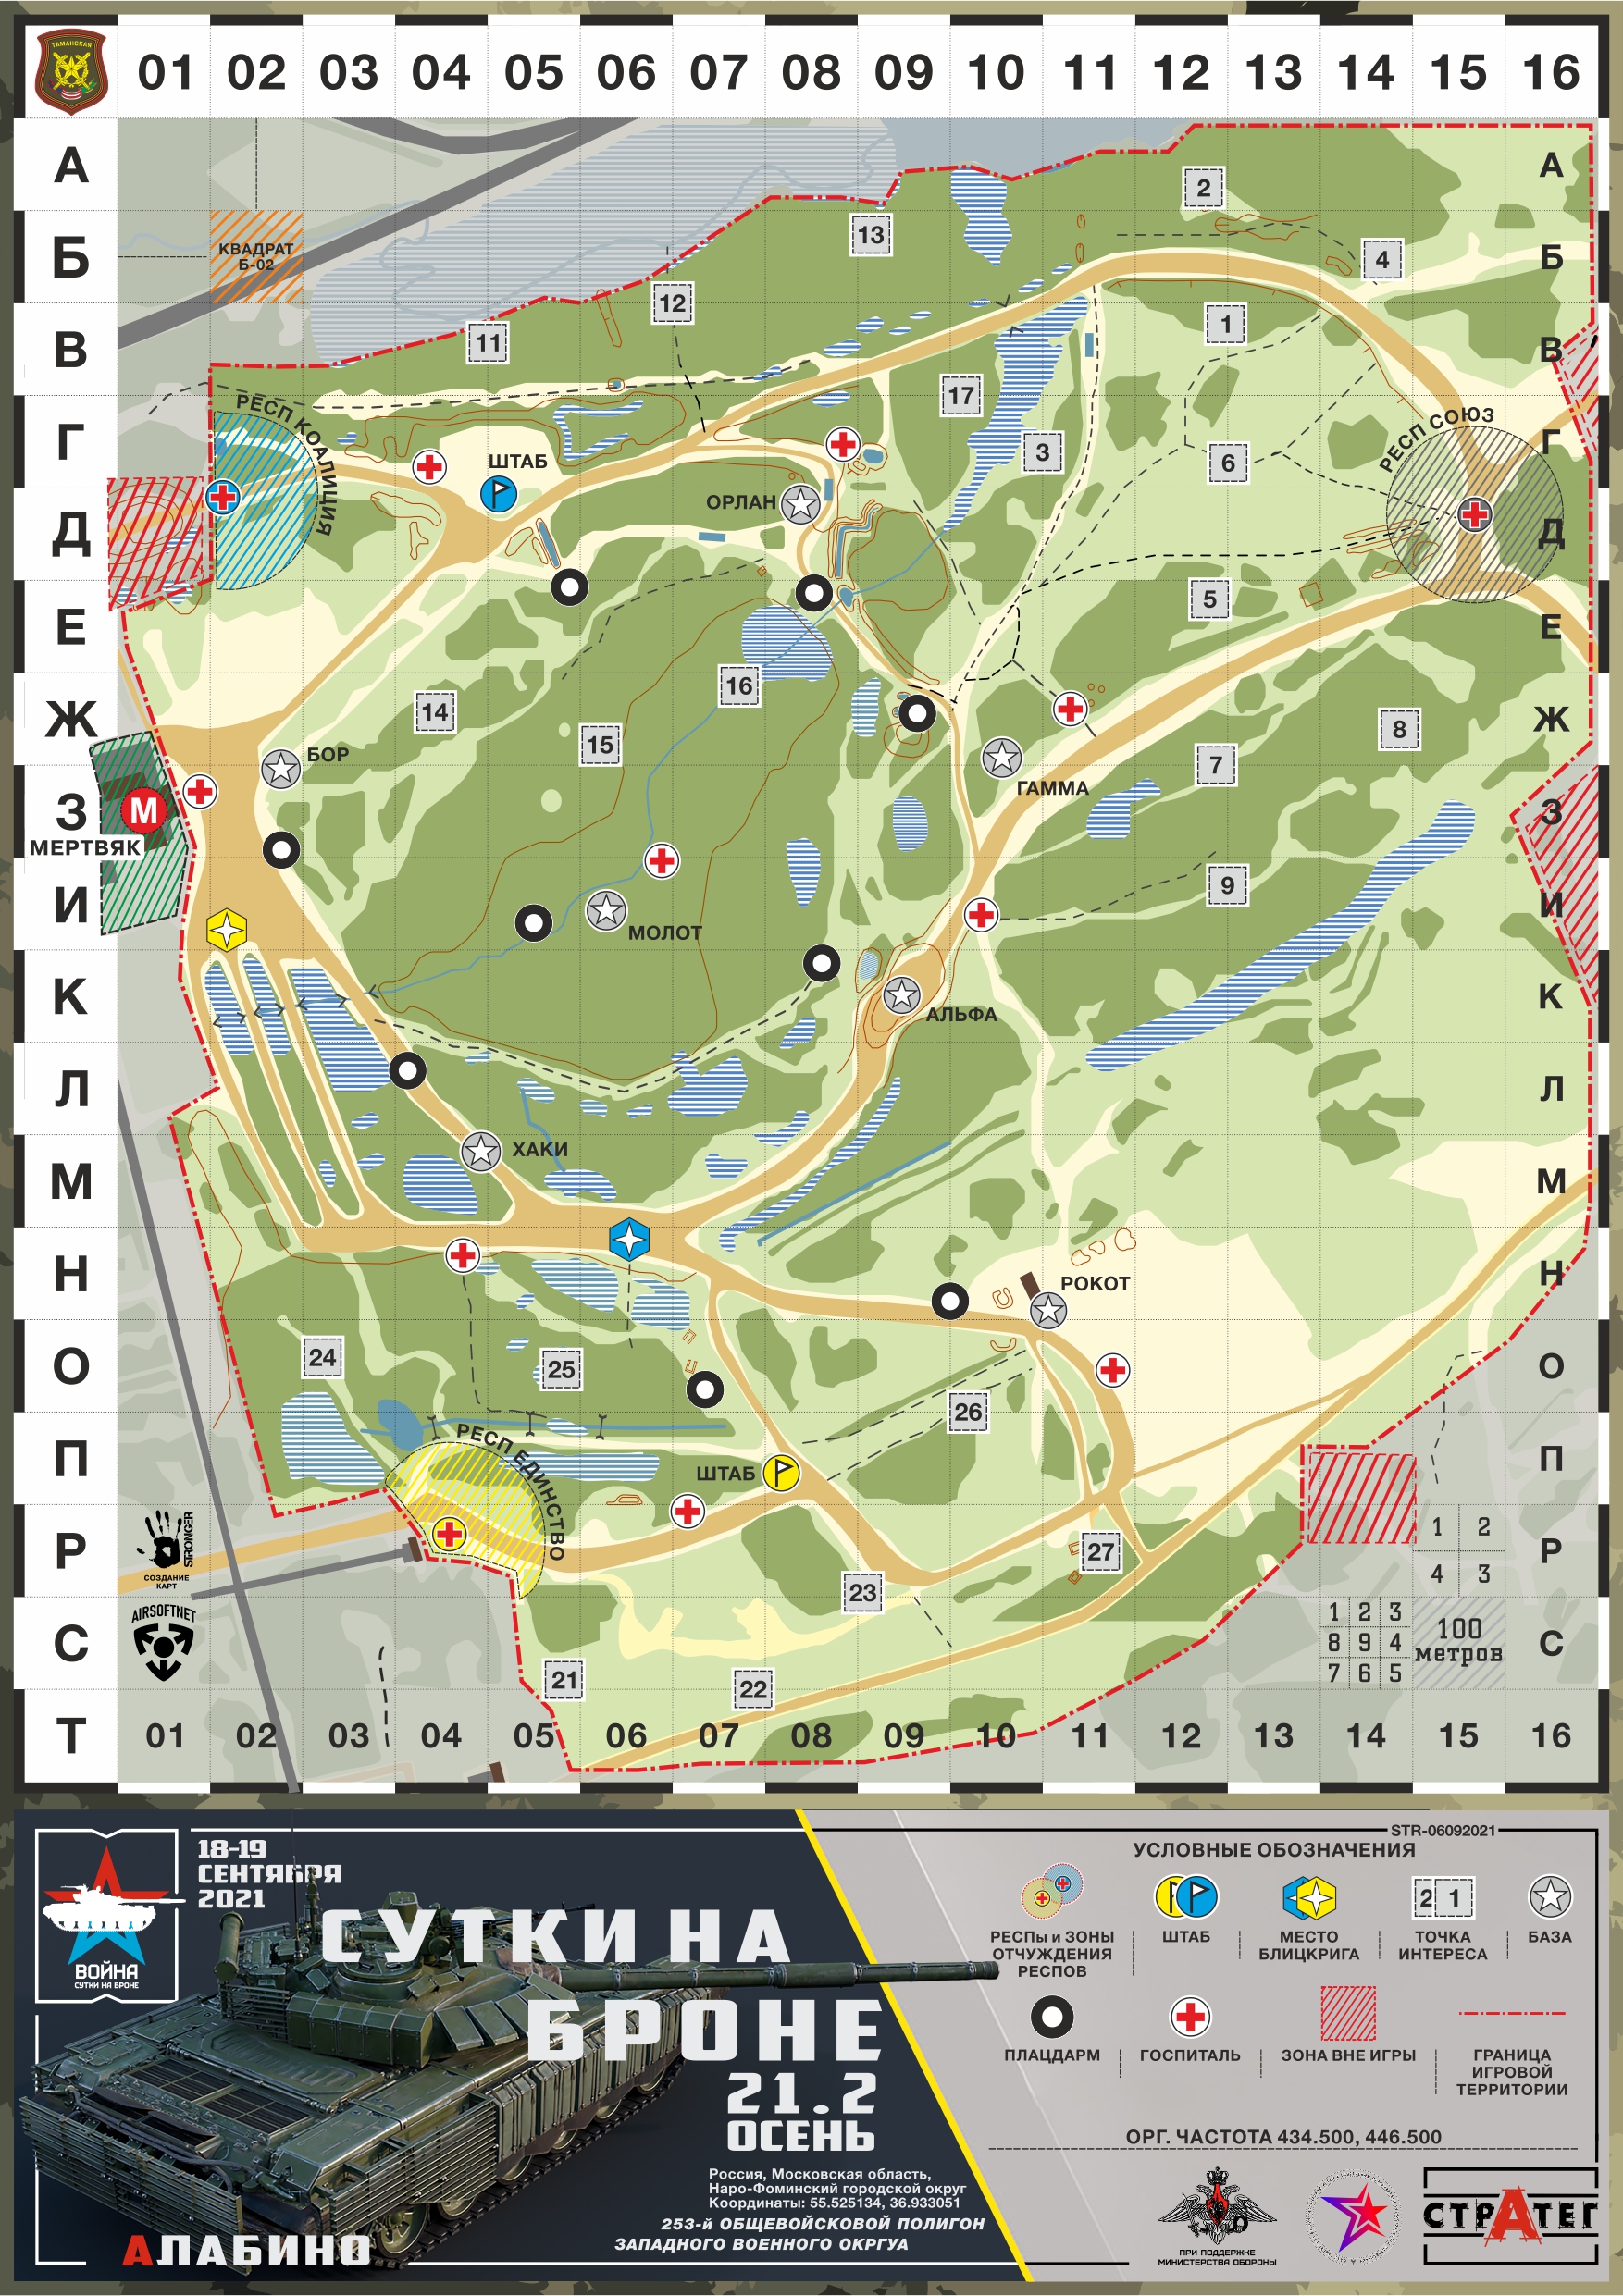 ТАМАНСКАЯ
01 02 03 04 05 06 07 08 09 10 11 12 13 14 15 16
А
А
2
Б
КВАДРАТ
Б-02
13
4
Б
12
В
11
1
В
17
РЕСП КОАЛИЦИЯ
РЕСП СОЮЗ
Г
ШТАБ
3
6
Г
ОРЛАН
Д
Д
5
Е
Е
16
Ж
14
15
8
Ж
БОР
7
ГАММА
З
М
З
МЕРТВЯК
9
И
МОЛОТ
И
К
АЛЬФА
К
Л
Л
ХАКИ
М
М
Н
РОКОТ
Н
О
24
25
О
26
РЕСП ЕДИНСТВО
П
ШТАБ
П
STRONGER
СОЗДАНИЕ
КАРТ
Р
27
1 2
4 3
Р
23
AIRSOFTNET
С
1 2 3
8 9 4
7 6 5
100
метров
С
21
22
Т
01 02 03 04 05 06 07 08 09 10 11 12 13 14 15 16
18-19
СЕНТЯБРЯ
2021
ВОЙНА
СУТКИ НА БРОНЕ
СУТКИ НА
БРОНЕ
21.2
ОСЕНЬ
Россия, Московская область,
Наро-Фоминский городской округ
Координаты: 55.525134, 36.933051
253-й ОБЩЕВОЙСКОВОЙ ПОЛИГОН
ЗАПАДНОГО ВОЕННОГО ОКРГУА
АЛАБИНО
STR-06092021
УСЛОВНЫЕ ОБОЗНАЧЕНИЯ
2 1
РЕСПы и ЗОНЫ
ОТЧУЖДЕНИЯ
РЕСПОВ
ШТАБ
МЕСТО
БЛИЦКРИГА
ТОЧКА
ИНТЕРЕСА
БАЗА
ПЛАЦДАРМ
ГОСПИТАЛЬ
ЗОНА ВНЕ ИГРЫ
ГРАНИЦА
ИГРОВОЙ
ТЕРРИТОРИИ
ОРГ. ЧАСТОТА 434.500, 446.500
ПРИ ПОДДЕРЖКЕ
МИНИСТЕРСТВА ОБОРОНЫ
СТРАТЕГ